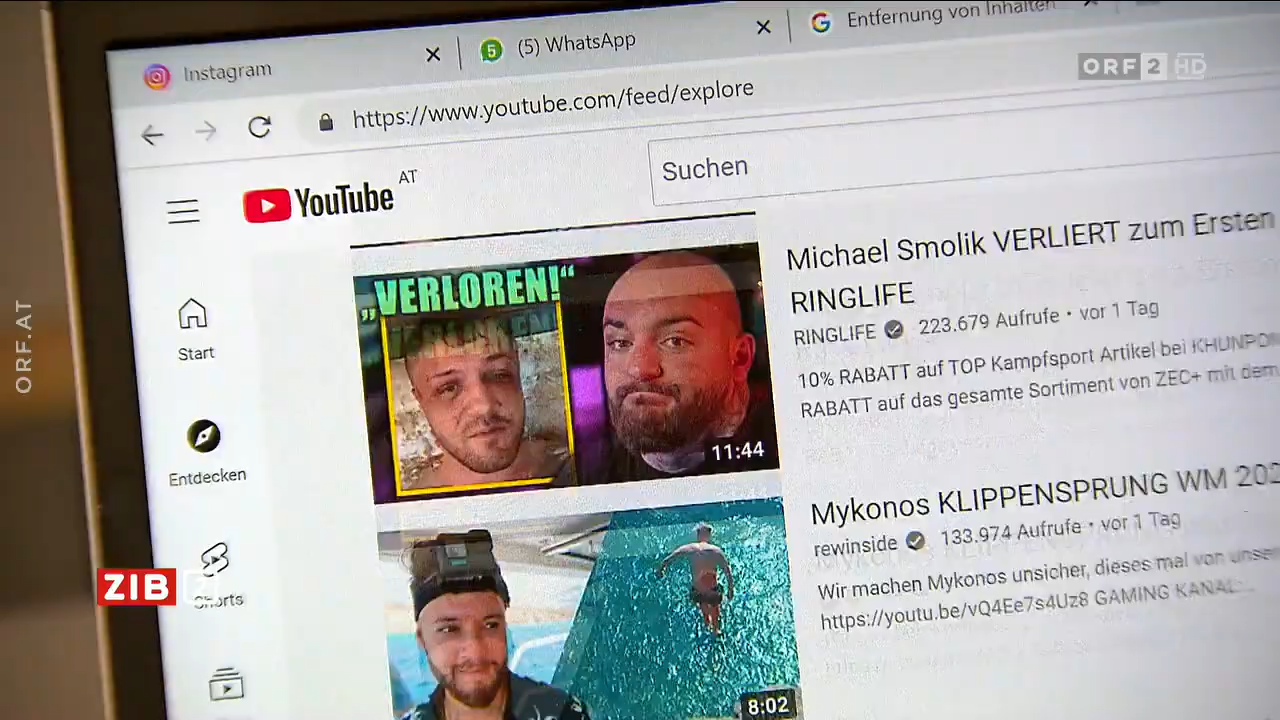 Instagram
5
(5) WhatsApp
Entfernung von Inhalten
ORF 2 HD
https://www.youtube.com/feed/explore
YouTube AT
Suchen
ORF.AT
Start
Entdecken
Shorts
ZIB
„VERLOREN!“
11:44
Michael Smolik VERLIERT zum Ersten
RINGLIFE
RINGLIFE 223.679 Aufrufe • vor 1 Tag
10% RABATT auf TOP Kampfsport Artikel bei
RABATT auf das gesamte Sortiment von ZEC+ mit dem
8:02
Mykonos KLIPPENSPRUNG WM
rewinside 133.974 Aufrufe • vor 1 Tag
Wir machen Mykonos unsicher, dieses mal von
https://youtu.be/vQ4Ee7s4Uz8 GAMING KANAL:...